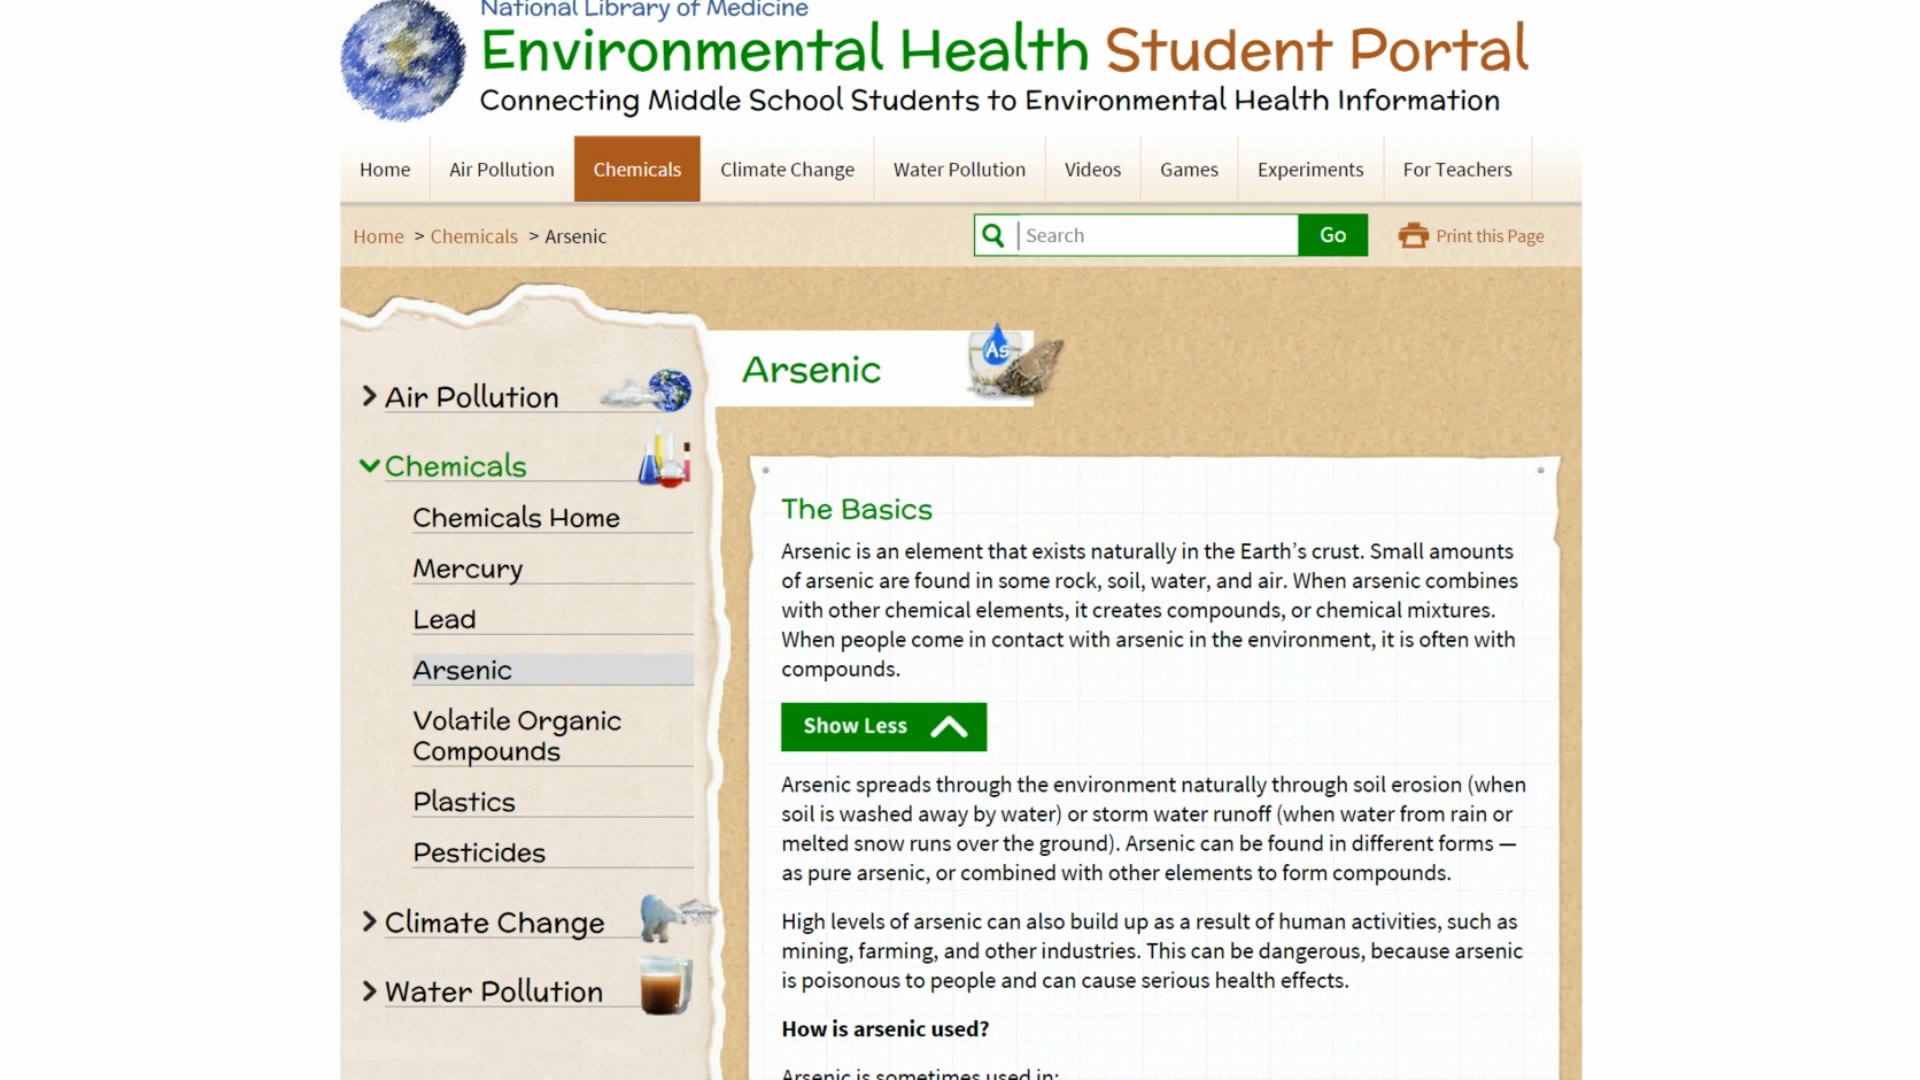 National Library of Medicine
Environmental Health Student Portal
Connecting Middle School Students to Environmental Health Information
Home
Air Pollution
Chemicals
Climate Change
Water Pollution
Videos
Games
Experiments
For Teachers
Home > Chemicals > Arsenic
Search
Go
Print this Page
Air Pollution
Chemicals
Chemicals Home
Mercury
Lead
Arsenic
Volatile Organic
Compounds
Plastics
Pesticides
Climate Change
Water Pollution
Arsenic
As
The Basics
Arsenic is an element that exists naturally in the Earth’s crust. Small amounts
of arsenic are found in some rock, soil, water, and air. When arsenic combines
with other chemical elements, it creates compounds, or chemical mixtures.
When people come in contact with arsenic in the environment, it is often with
compounds.
Show Less
Arsenic spreads through the environment naturally through soil erosion (when
soil is washed away by water) or storm water runoff (when water from rain or
melted snow runs over the ground). Arsenic can be found in different forms —
as pure arsenic, or combined with other elements to form compounds.
High levels of arsenic can also build up as a result of human activities, such as
mining, farming, and other industries. This can be dangerous, because arsenic
is poisonous to people and can cause serious health effects.
How is arsenic used?
Arsenic is sometimes used in: